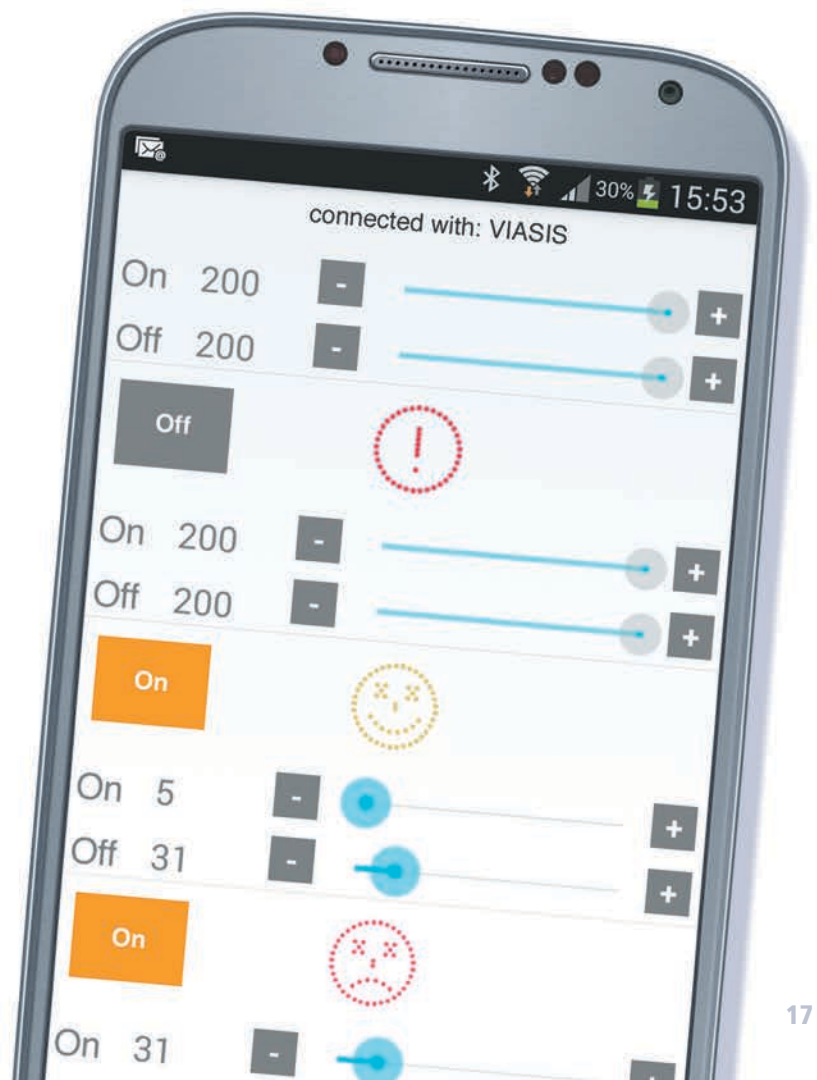 30% 15:53
connected with: VIASIS
On 200 - +
Off 200 - +
Off
!
On 200 - +
Off 200 - +
On
On 5 - +
Off 31 - +
On
On 31 - +
17